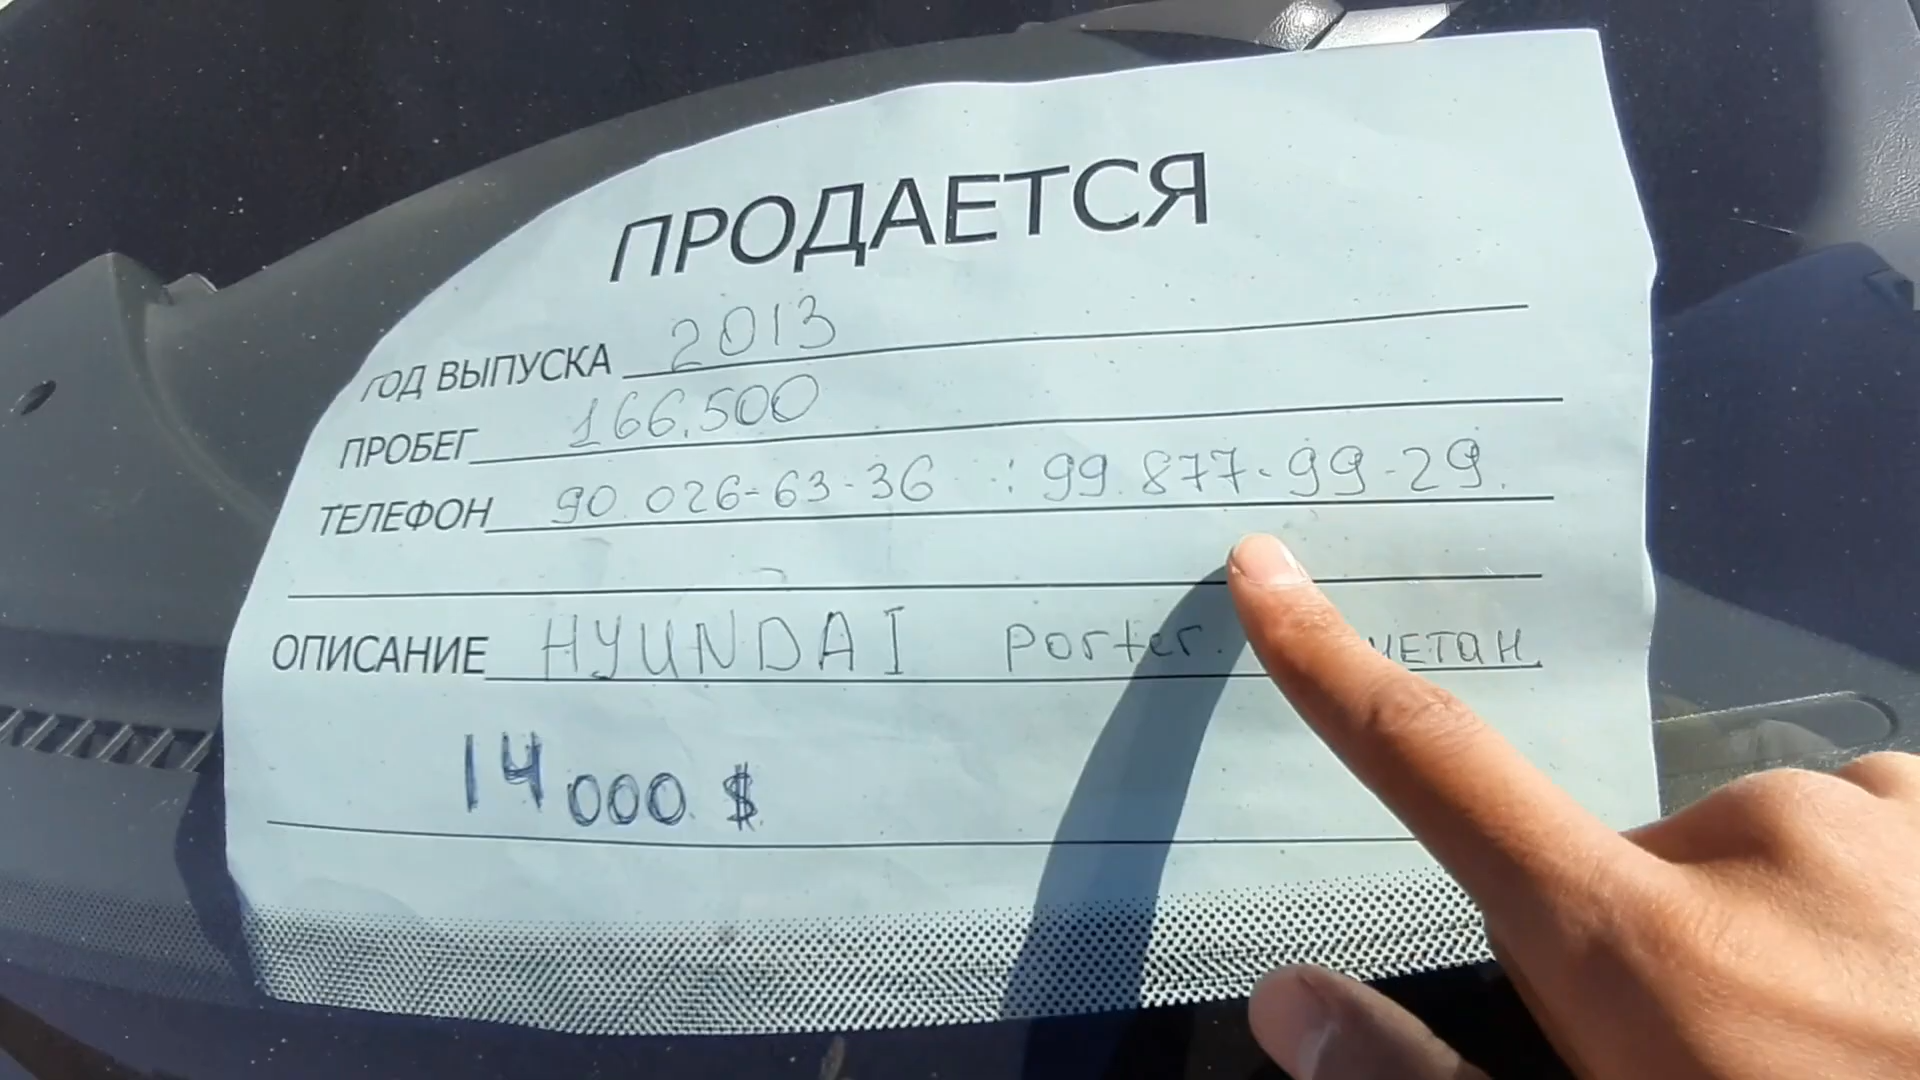 ПРОДАЕТСЯ
ГОД ВЫПУСКА 2013
ПРОБЕГ 166.500
ТЕЛЕФОН 90 026-63-36 : 99.877-99-29.
ОПИСАНИЕ HYUNDAI porter.
14000 $